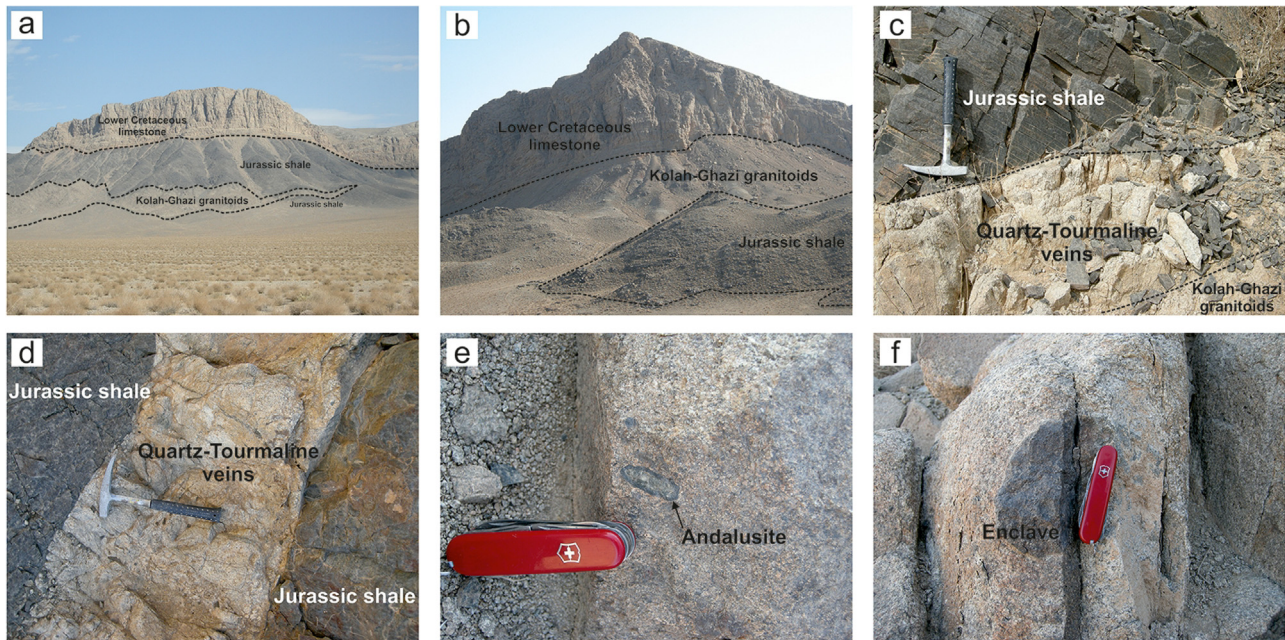 a
Lower Cretaceous
limestone
Jurassic shale
Kolah-Ghazi granitoids
Jurassic shale
b
Lower Cretaceous
limestone
Kolah-Ghazi granitoids
Jurassic shale
c
Jurassic shale
Quartz-Tourmaline
veins
Kolah-Ghazi
granitoids
d
Jurassic shale
Quartz-Tourmaline
veins
Jurassic shale
e
Andalusite
f
Enclave